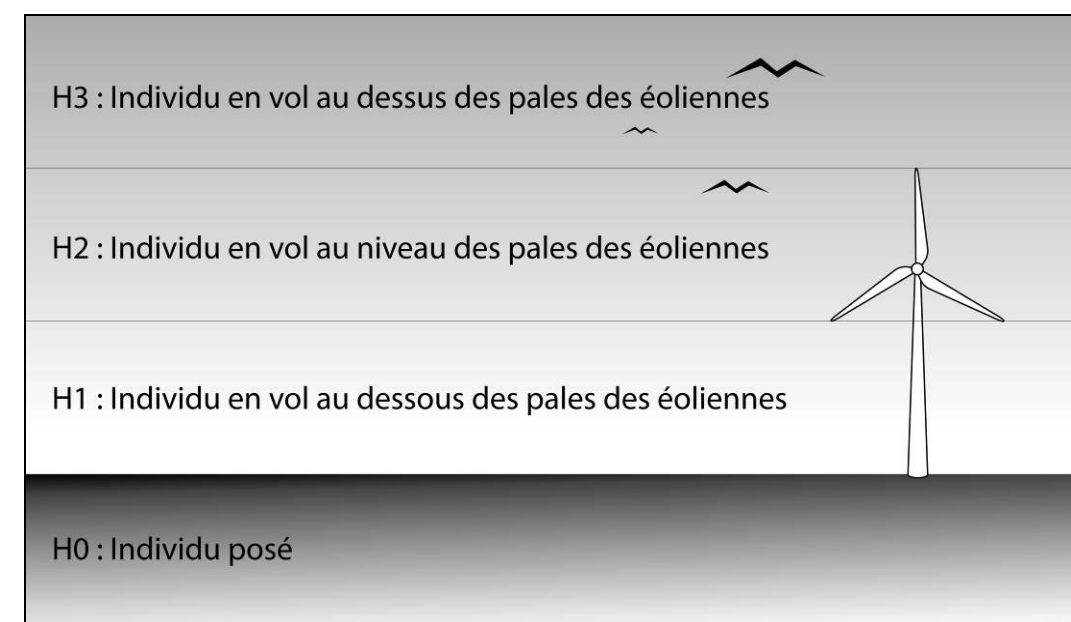 H3 : Individu en vol au dessus des pales des éoliennes
H2 : Individu en vol au niveau des pales des éoliennes
H1 : Individu en vol au dessous des pales des éoliennes
H0 : Individu posé